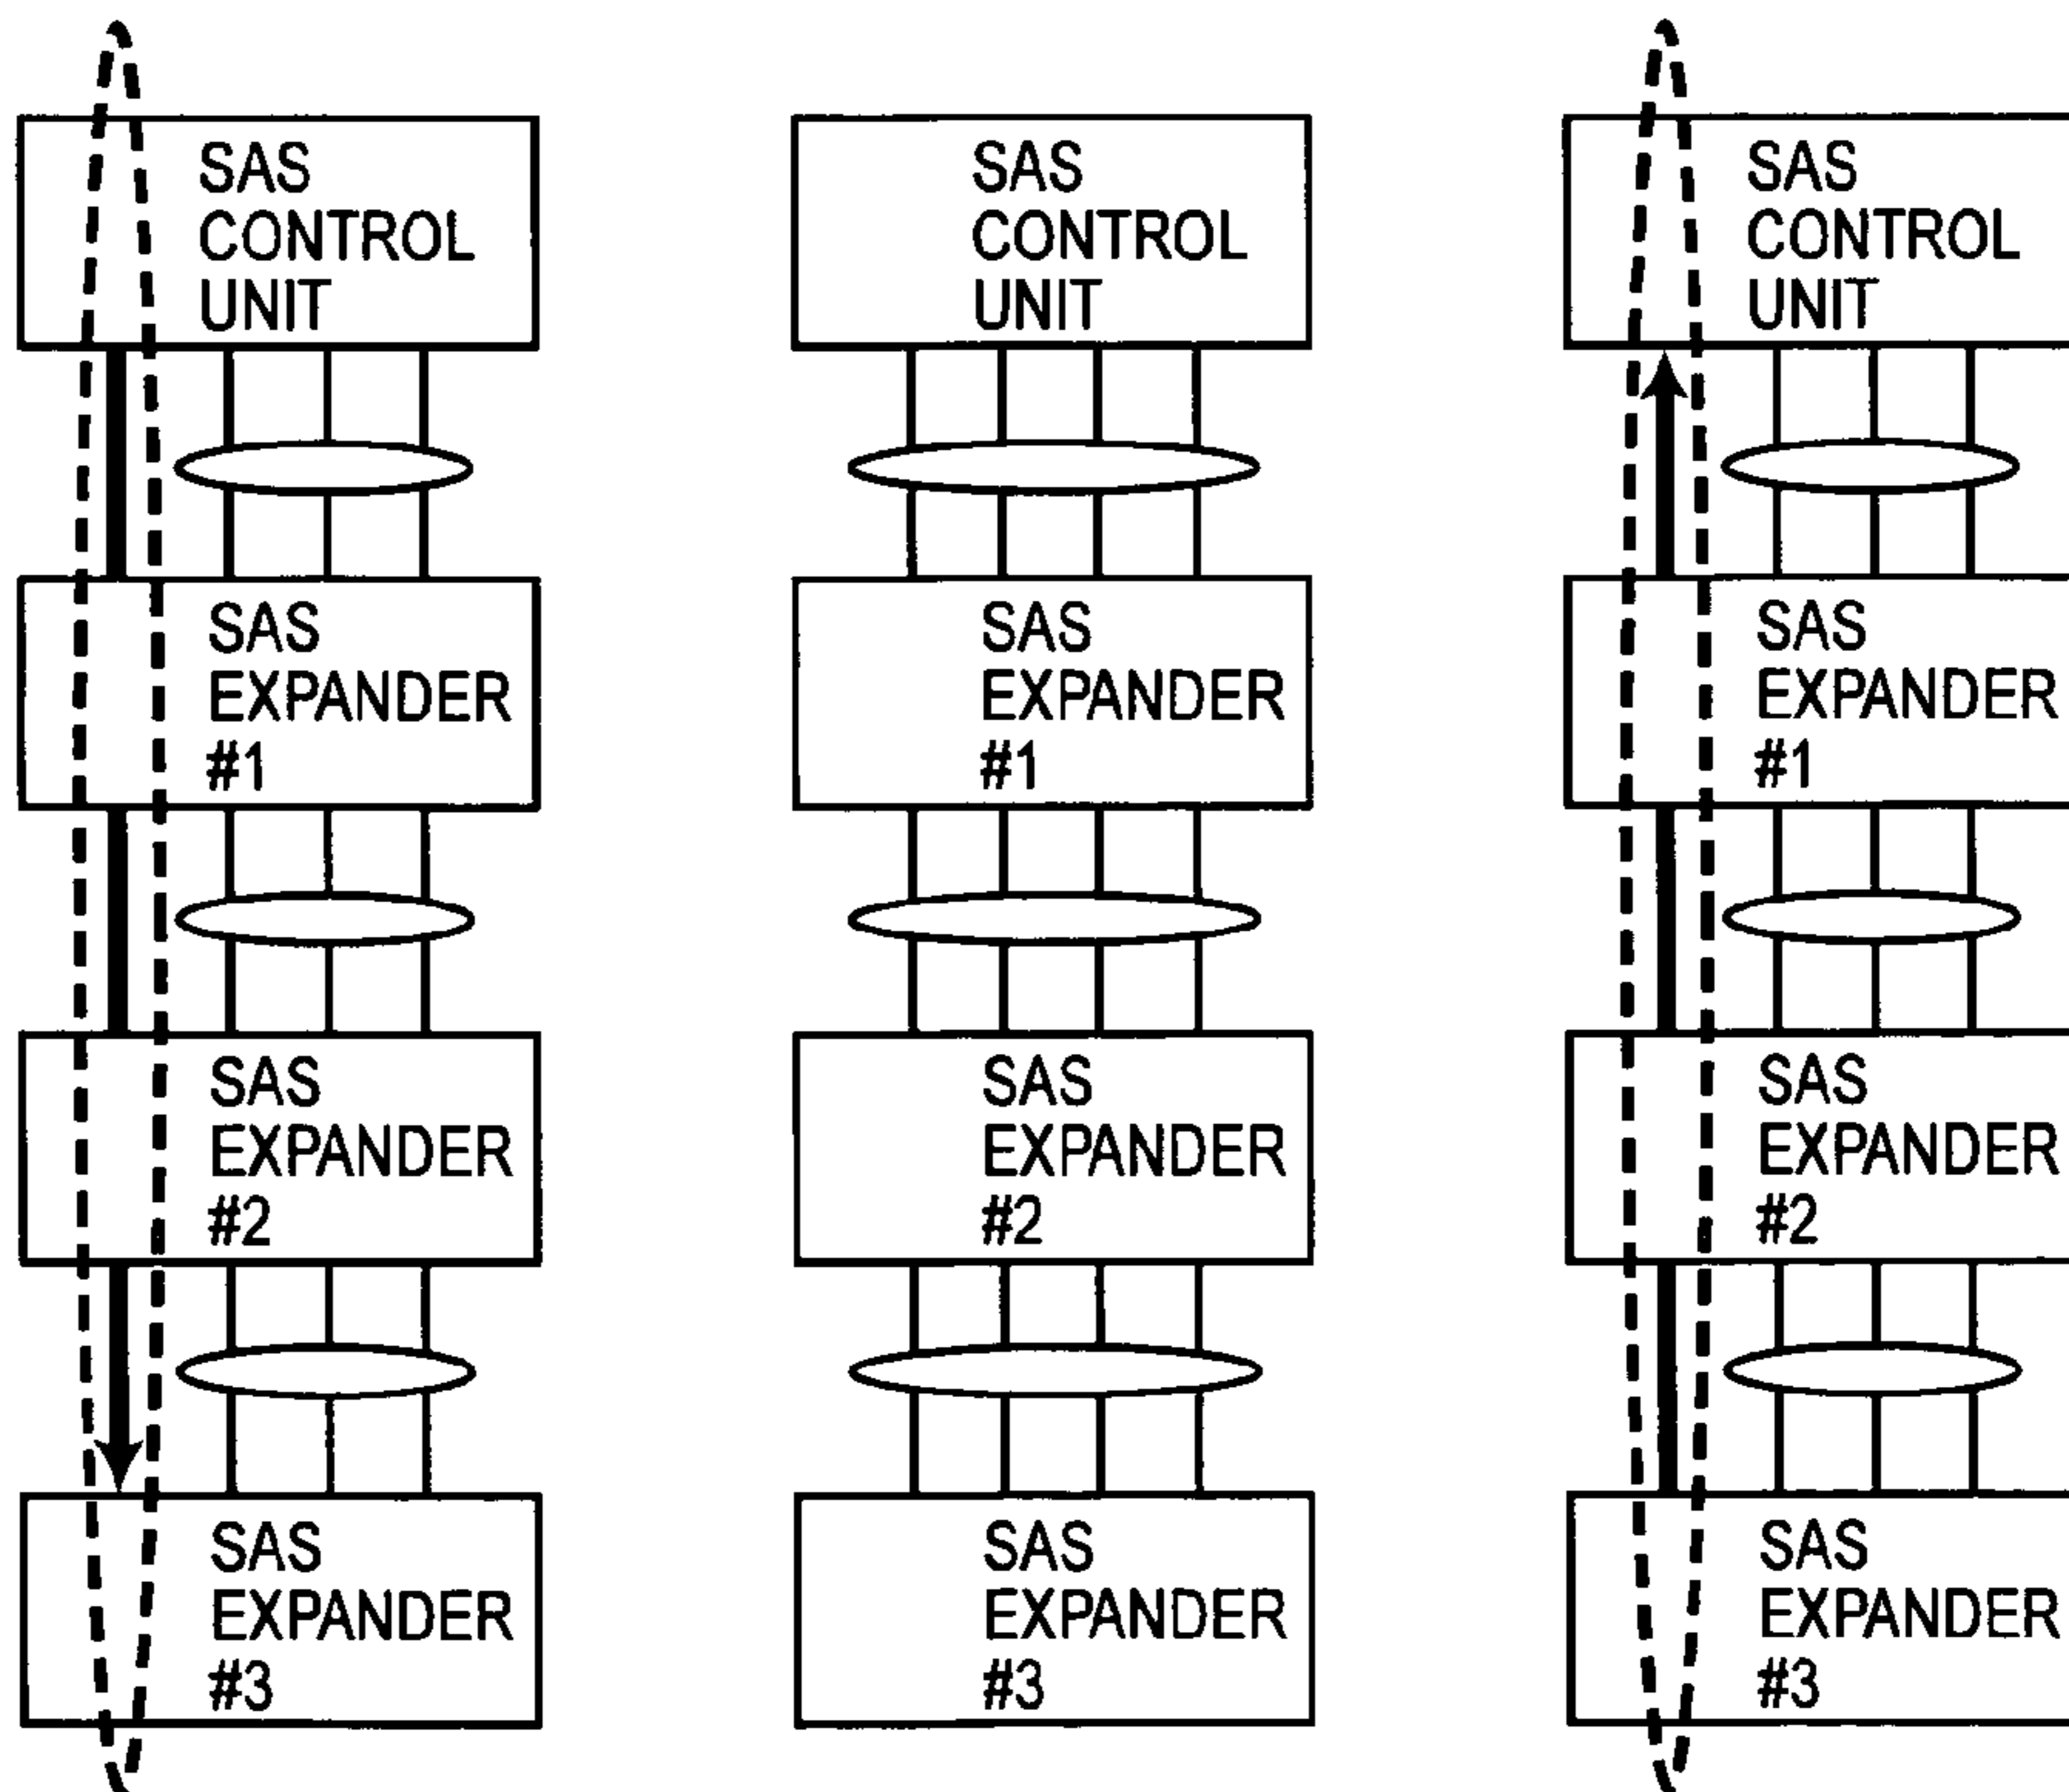 SAS
CONTROL
UNIT
SAS
EXPANDER
#1
SAS
EXPANDER
#2
SAS
EXPANDER
#3
SAS
CONTROL
UNIT
SAS
EXPANDER
#1
SAS
EXPANDER
#2
SAS
EXPANDER
#3
SAS
CONTROL
UNIT
SAS
EXPANDER
#1
SAS
EXPANDER
#2
SAS
EXPANDER
#3